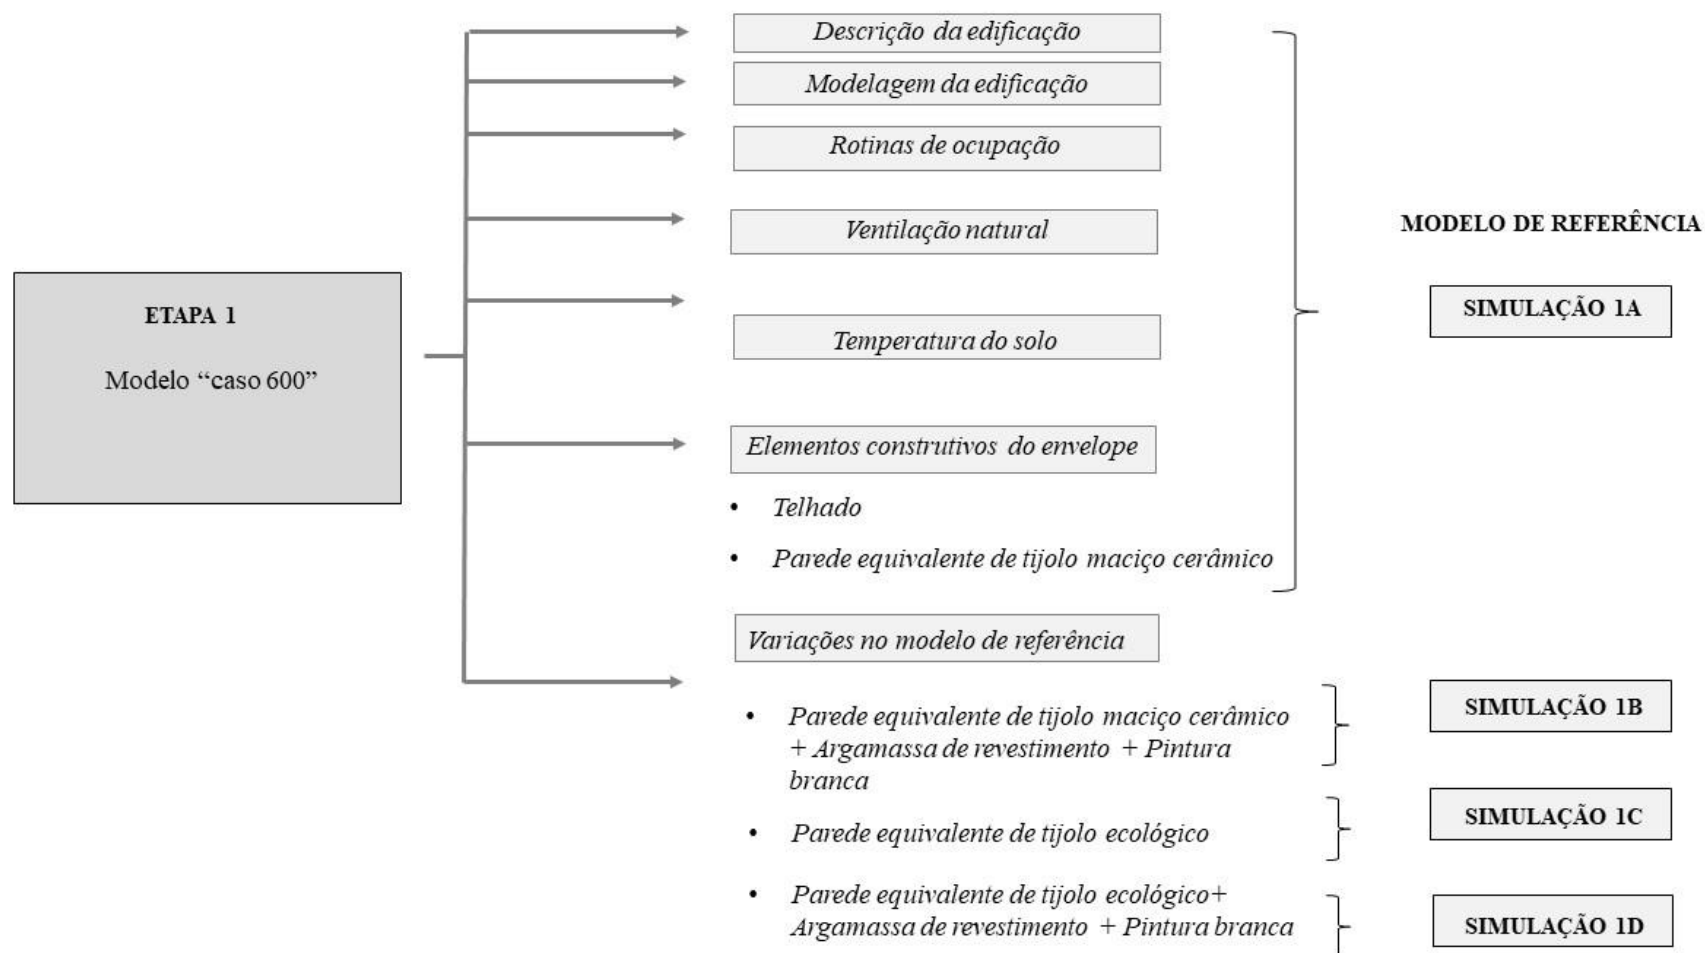 ETAPA 1
Modelo “caso 600”
Descrição da edificação
Modelagem da edificação
Rotinas de ocupação
Ventilação natural
Temperatura do solo
Elementos construtivos do envelope
• Telhado
• Parede equivalente de tijolo maciço cerâmico
MODELO DE REFERÊNCIA
SIMULAÇÃO 1A
Variações no modelo de referência
• Parede equivalente de tijolo maciço cerâmico
+ Argamassa de revestimento + Pintura
branca
SIMULAÇÃO 1B
• Parede equivalente de tijolo ecológico
SIMULAÇÃO 1C
• Parede equivalente de tijolo ecológico+
Argamassa de revestimento + Pintura branca
SIMULAÇÃO 1D